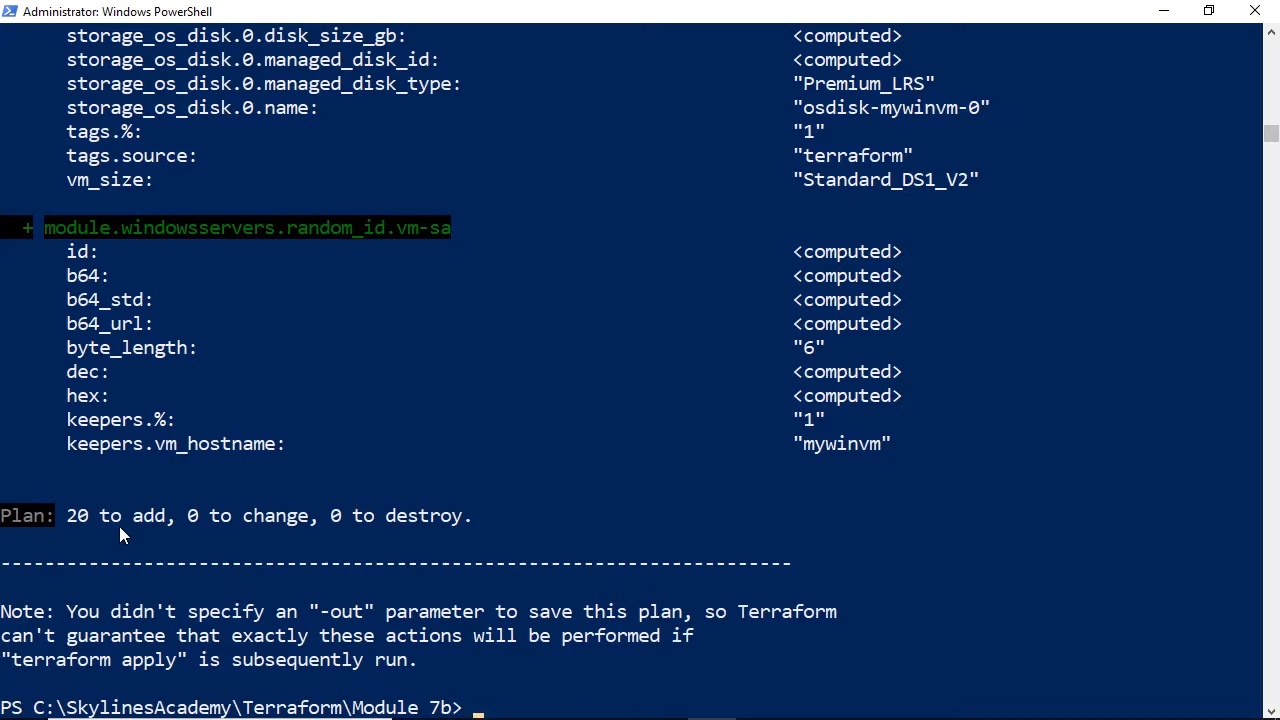 Administrator: Windows PowerShell
storage_os_disk.0.disk_size_gb: <computed>
storage_os_disk.0.managed_disk_id: <computed>
storage_os_disk.0.managed_disk_type: "Premium_LRS"
storage_os_disk.0.name: "osdisk-mywinvm-0"
tags.%: "1"
tags.source: "terraform"
vm_size: "Standard_DS1_V2"
+ module.windowsservers.random_id.vm-sa
id: <computed>
b64: <computed>
b64_std: <computed>
b64_url: <computed>
byte_length: "6"
dec: <computed>
hex: <computed>
keepers.%: "1"
keepers.vm_hostname: "mywinvm"
Plan: 20 to add, 0 to change, 0 to destroy.
------------------------------------------------------------------------
Note: You didn't specify an "-out" parameter to save this plan, so Terraform
can't guarantee that exactly these actions will be performed if
"terraform apply" is subsequently run.
PS C:\SkylinesAcademy\Terraform\Module 7b>